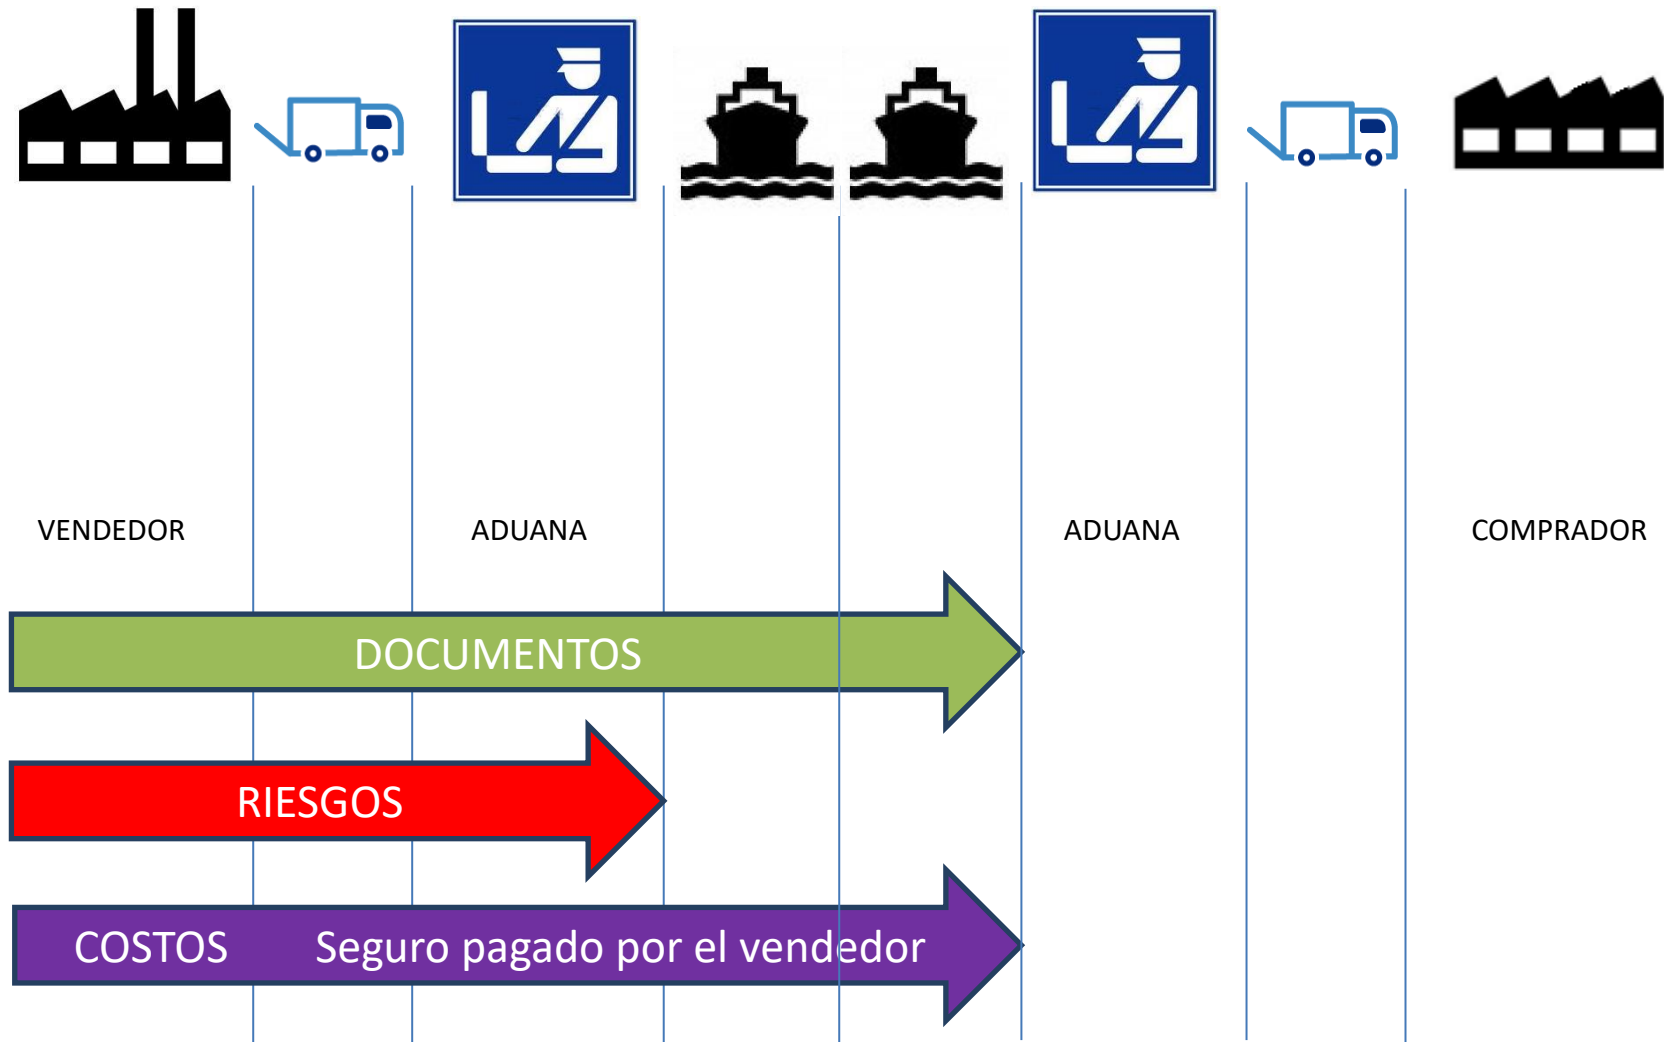 VENDEDOR
ADUANA
ADUANA
COMPRADOR
DOCUMENTOS
RIESGOS
COSTOS Seguro pagado por el vendedor